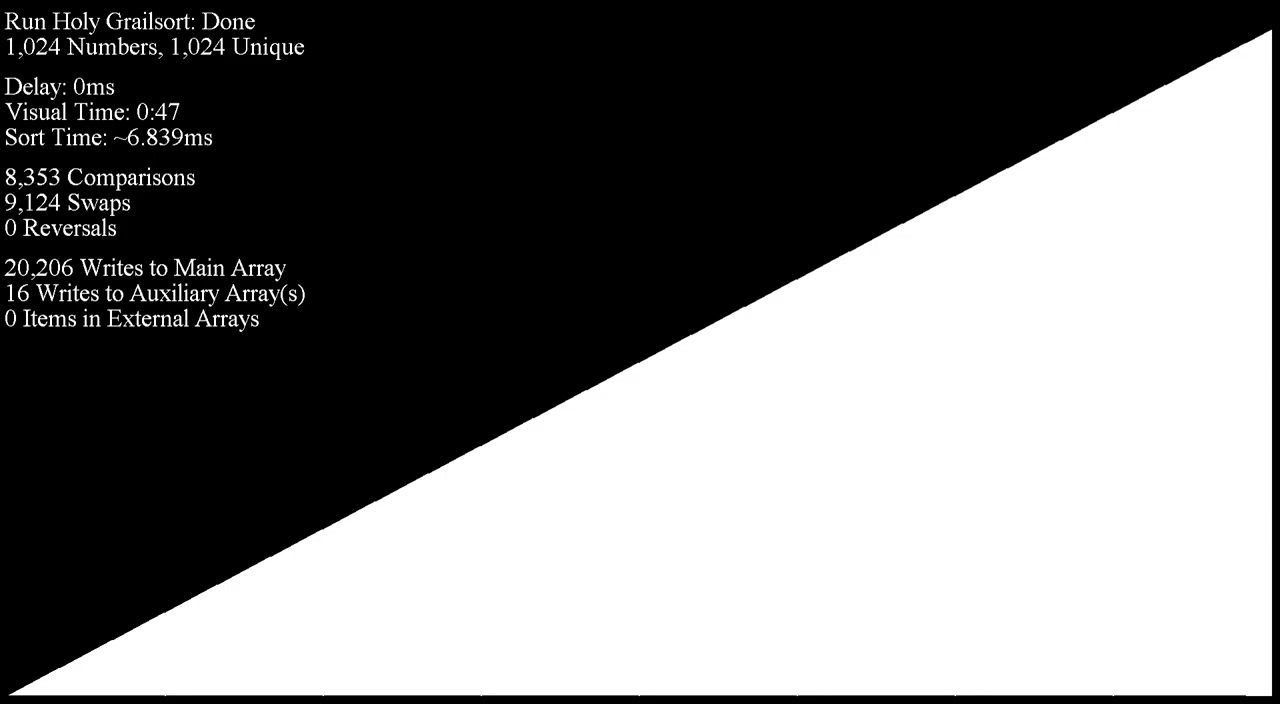 Run Holy Grailsort: Done
1,024 Numbers, 1,024 Unique
Delay: 0ms
Visual Time: 0:47
Sort Time: ~6.839ms
8,353 Comparisons
9,124 Swaps
0 Reversals
20,206 Writes to Main Array
16 Writes to Auxiliary Array(s)
0 Items in External Arrays